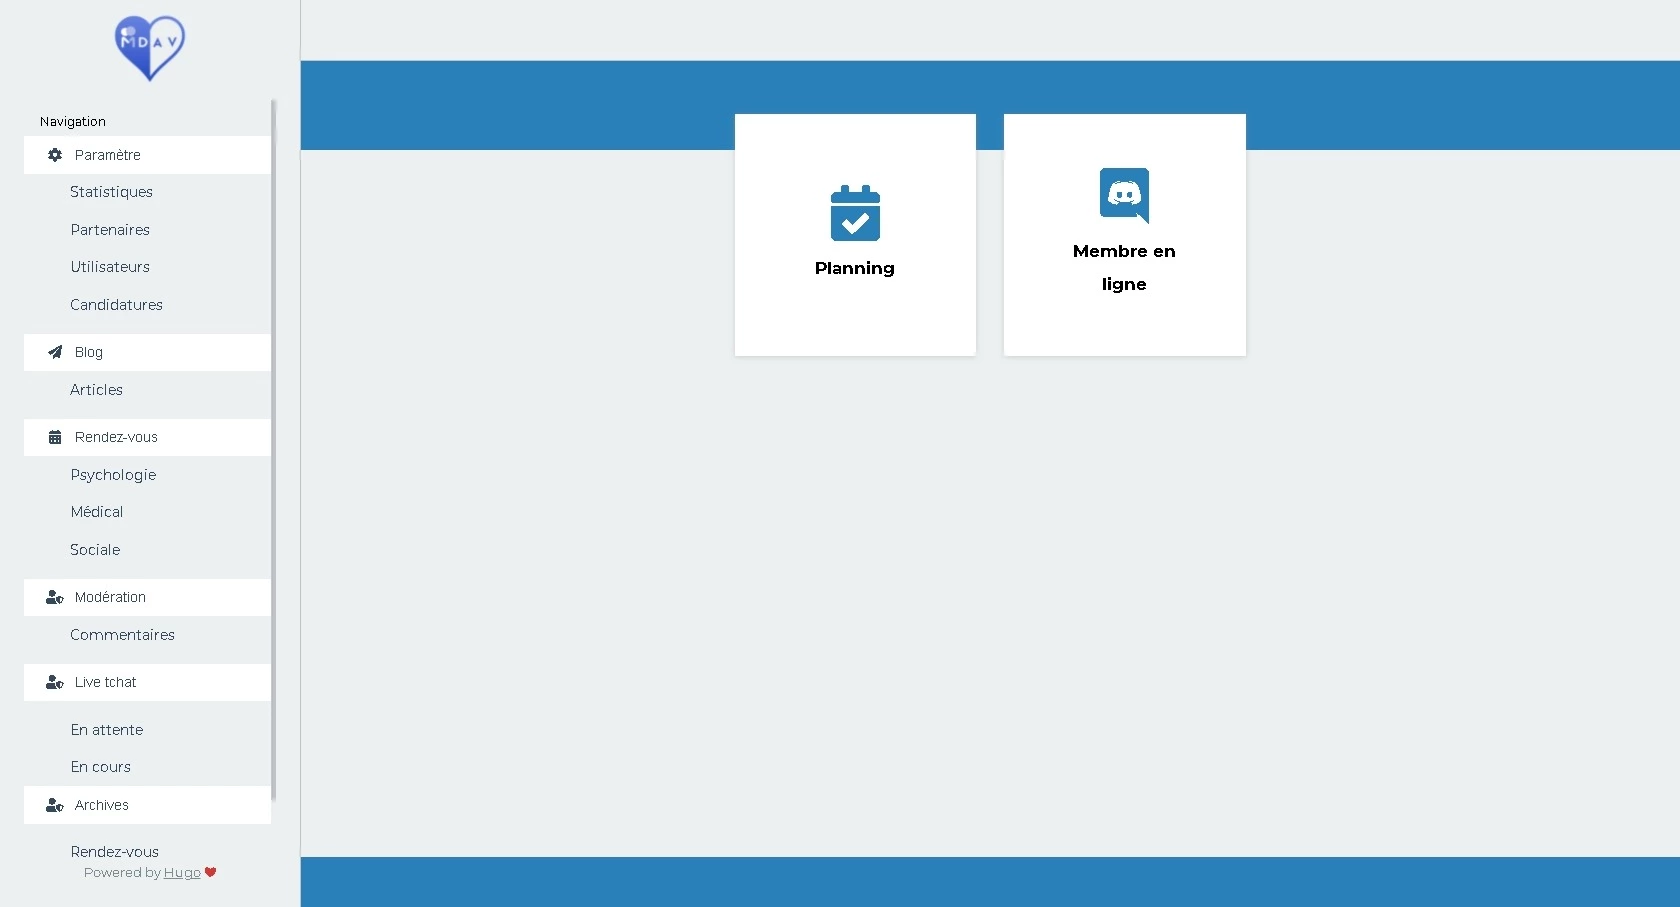 MDAV
Navigation
Paramètre
Statistiques
Partenaires
Utilisateurs
Candidatures
Blog
Articles
Rendez-vous
Psychologie
Médical
Sociale
Modération
Commentaires
Live tchat
En attente
En cours
Archives
Rendez-vous
Powered by Hugo
Planning
Membre en
ligne